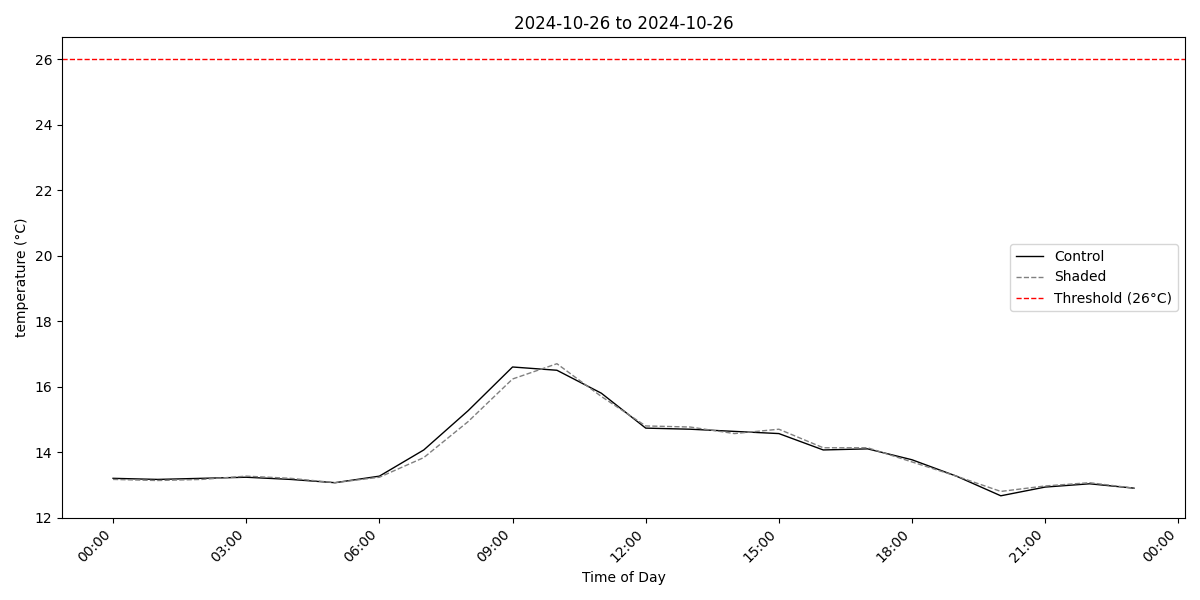 2024-10-26 to 2024-10-26
26
24
22
20
18
16
14
12
temperature (°C)
Control
Shaded
Threshold (26°C)
00:00
03:00
06:00
09:00
12:00
15:00
18:00
21:00
00:00
Time of Day